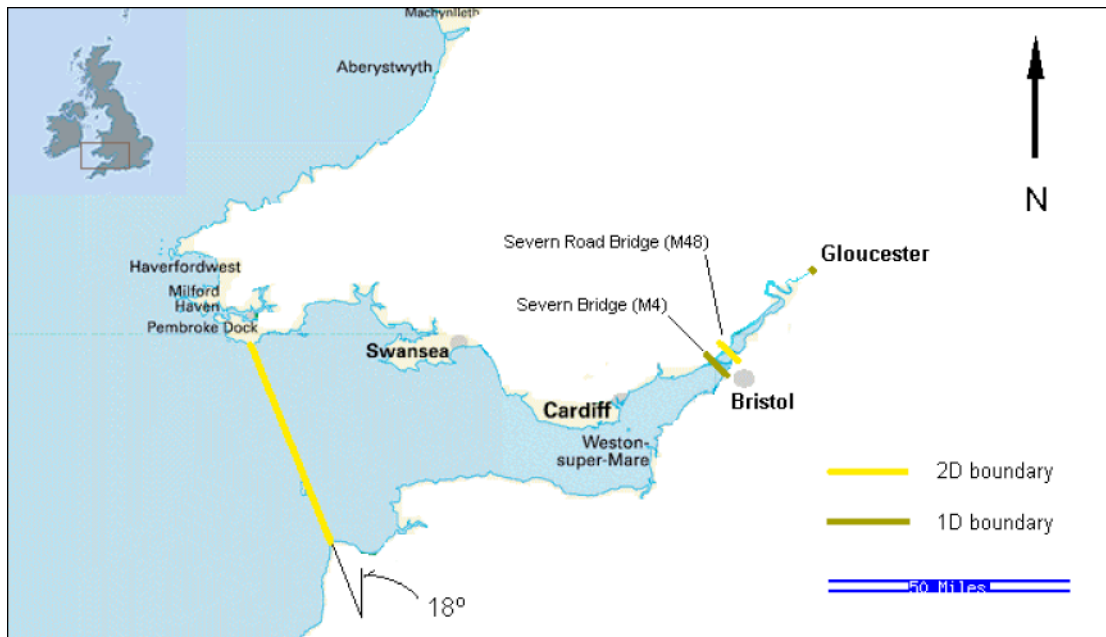 Machynlleth
Aberystwyth
N
Severn Road Bridge (M48)
Gloucester
Haverfordwest
Milford
Haven
Severn Bridge (M4)
Pembroke Dock
Swansea
Bristol
Cardiff
Weston-
super-Mare
2D boundary
1D boundary
50 Miles
18º